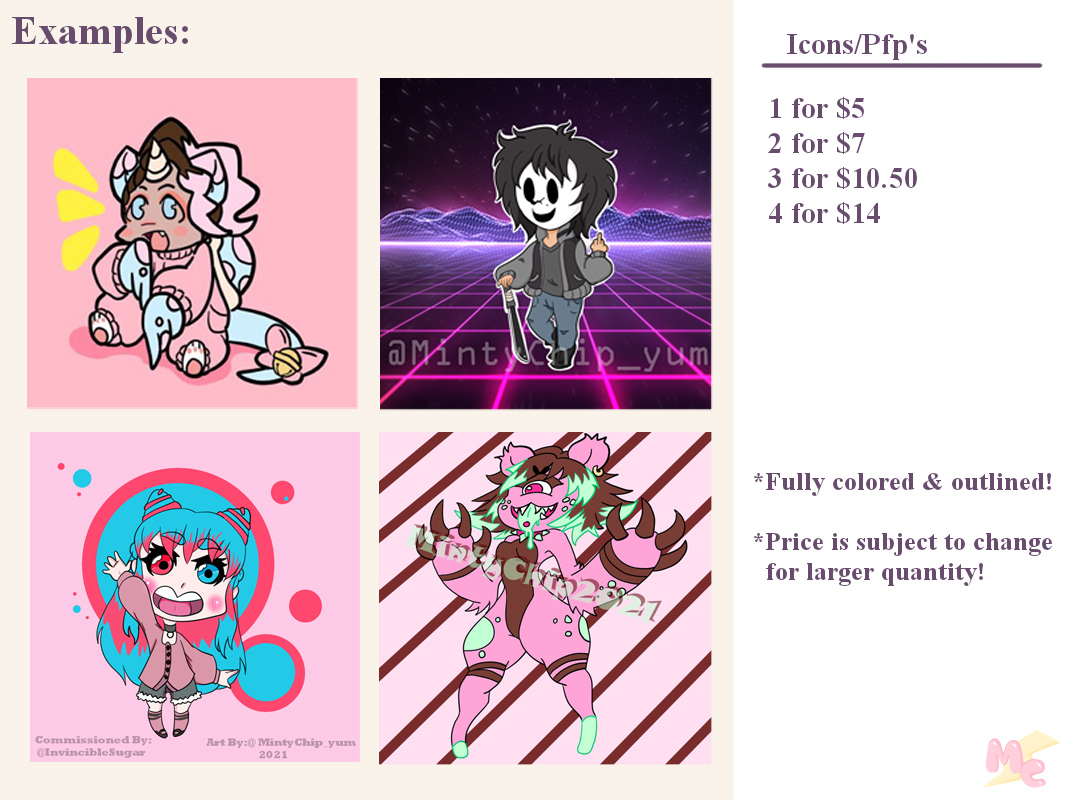 Examples:
Icons/Pfp's
1 for $5
2 for $7
3 for $10.50
4 for $14
@MintyChip_yum
MintyChip2021
*Fully colored & outlined!
*Price is subject to change
for larger quantity!
Commissioned By:
@InvincibleSugar
Art By:@MintyChip_yum
2021
MC